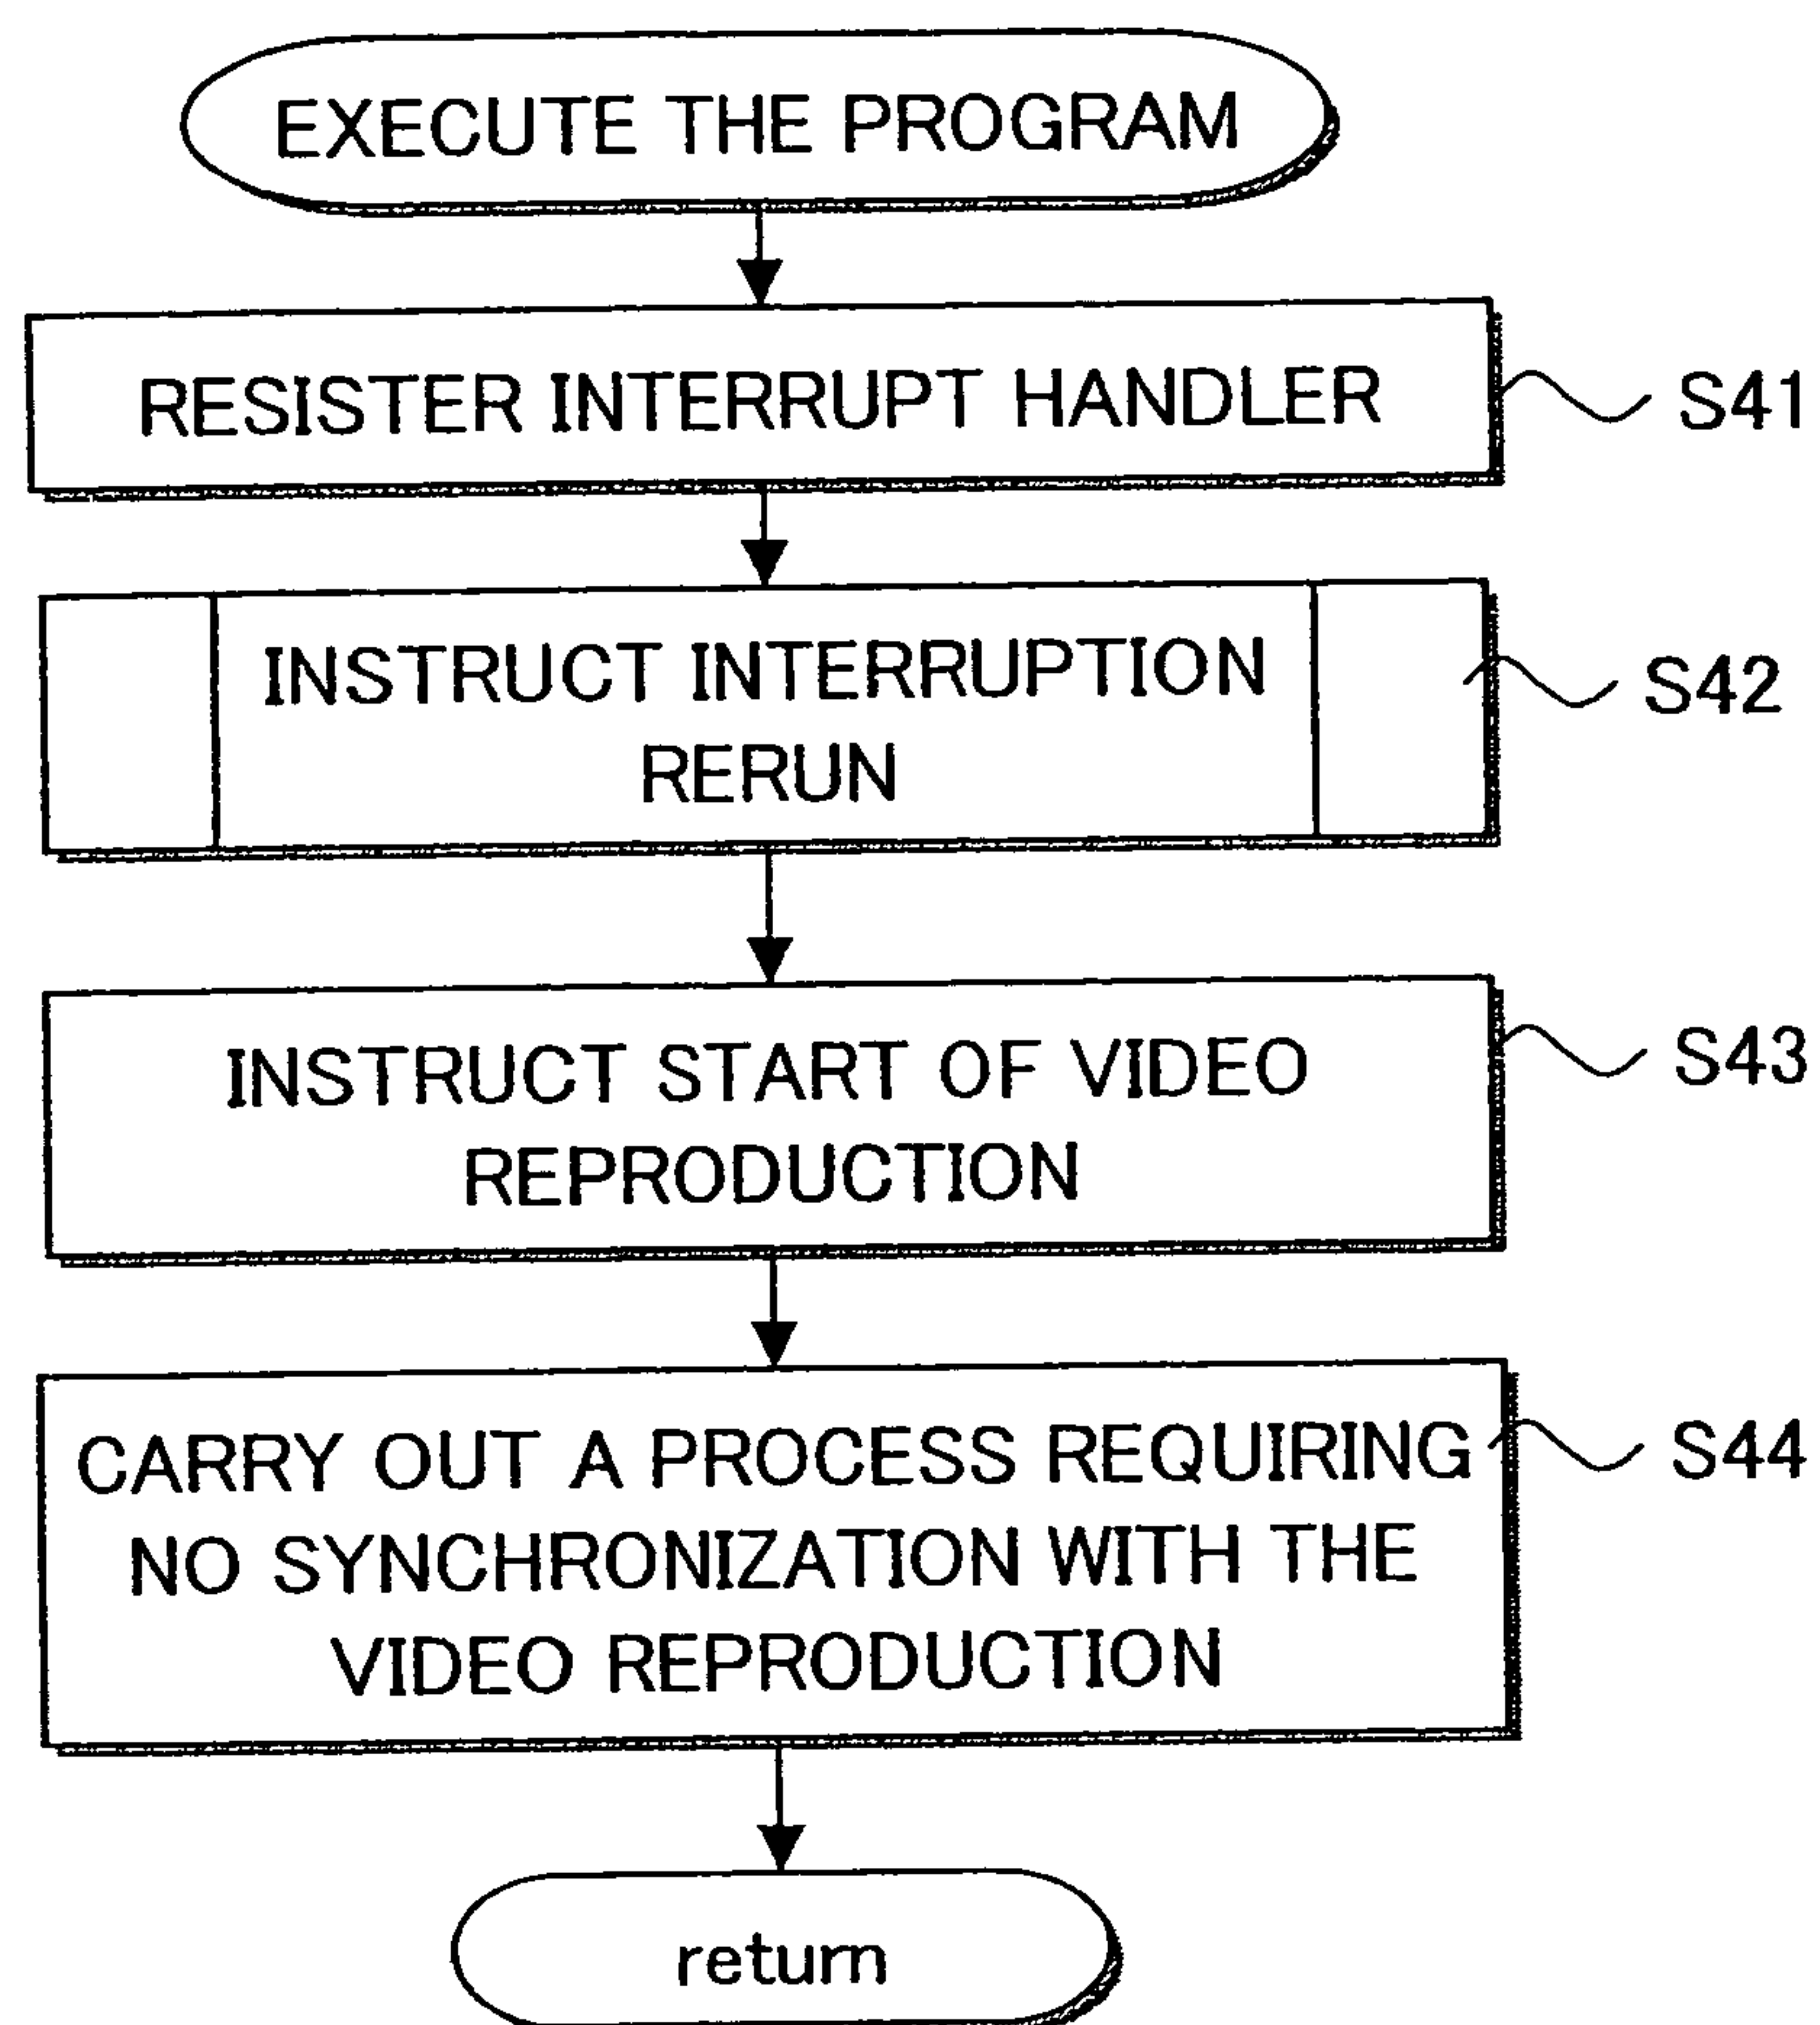 EXECUTE THE PROGRAM
RESISTER INTERRUPT HANDLER
S41
INSTRUCT INTERRUPTION
RERUN
S42
INSTRUCT START OF VIDEO
REPRODUCTION
S43
CARRY OUT A PROCESS REQUIRING
NO SYNCHRONIZATION WITH THE
VIDEO REPRODUCTION
S44
return